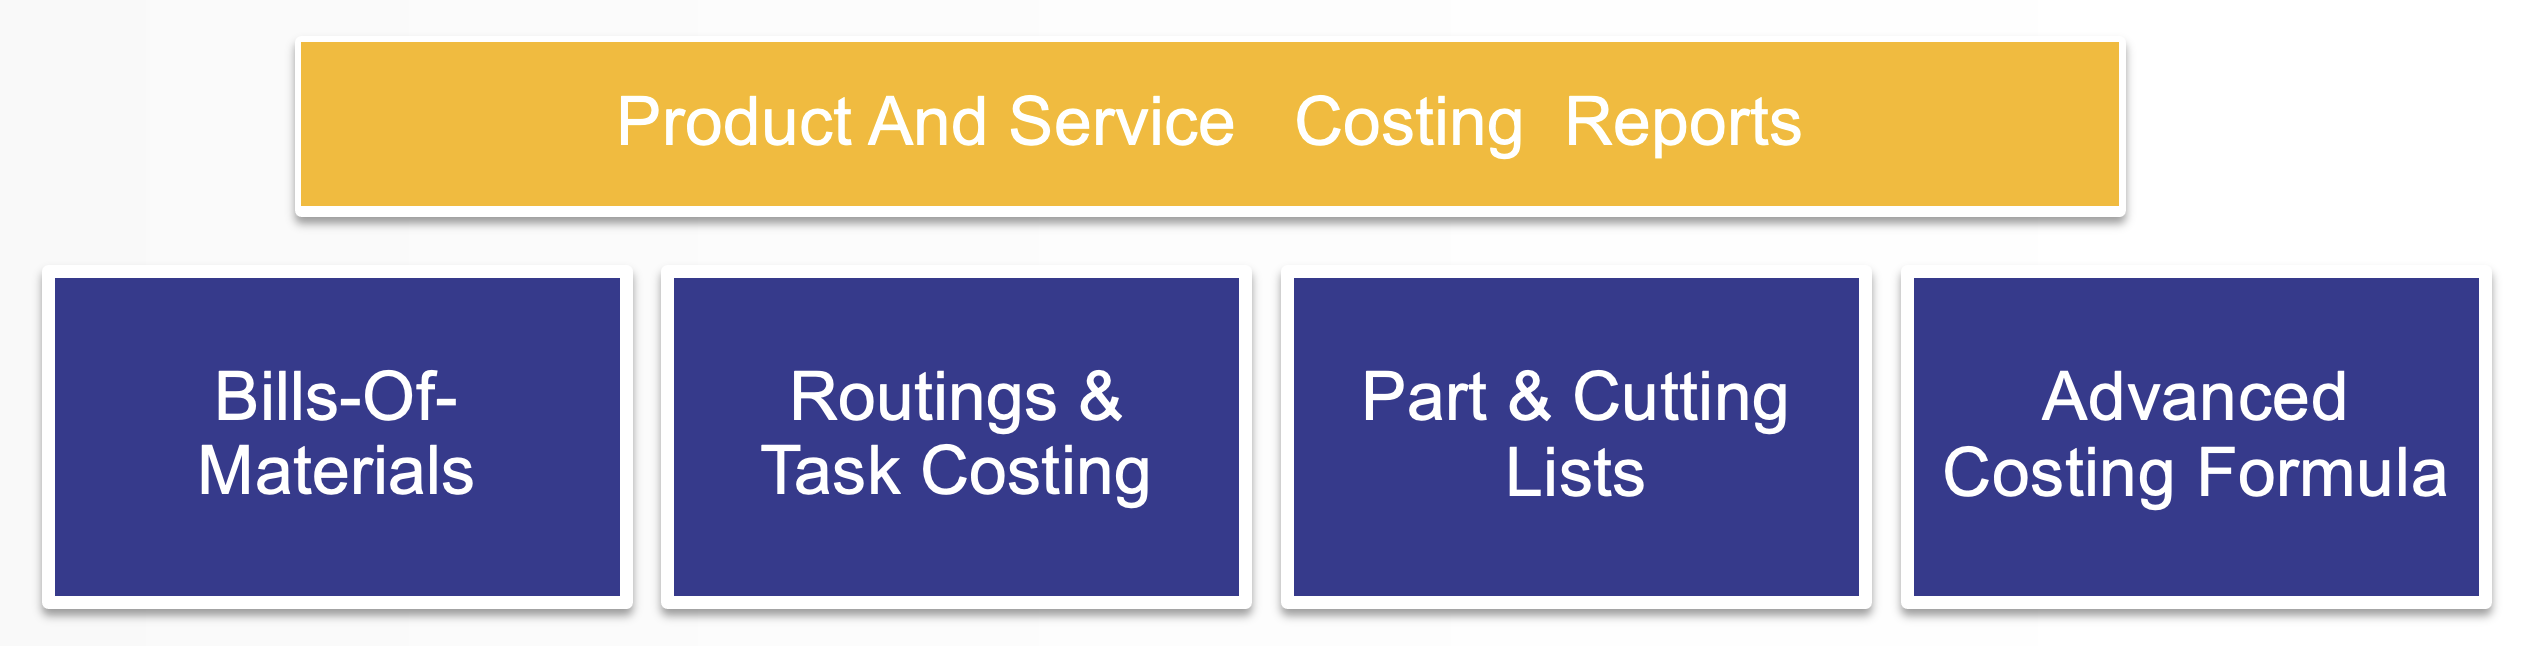 Product And Service   Costing  Reports
Bills-Of-
Materials
Routings &
Task Costing
Part & Cutting
Lists
Advanced
Costing Formula